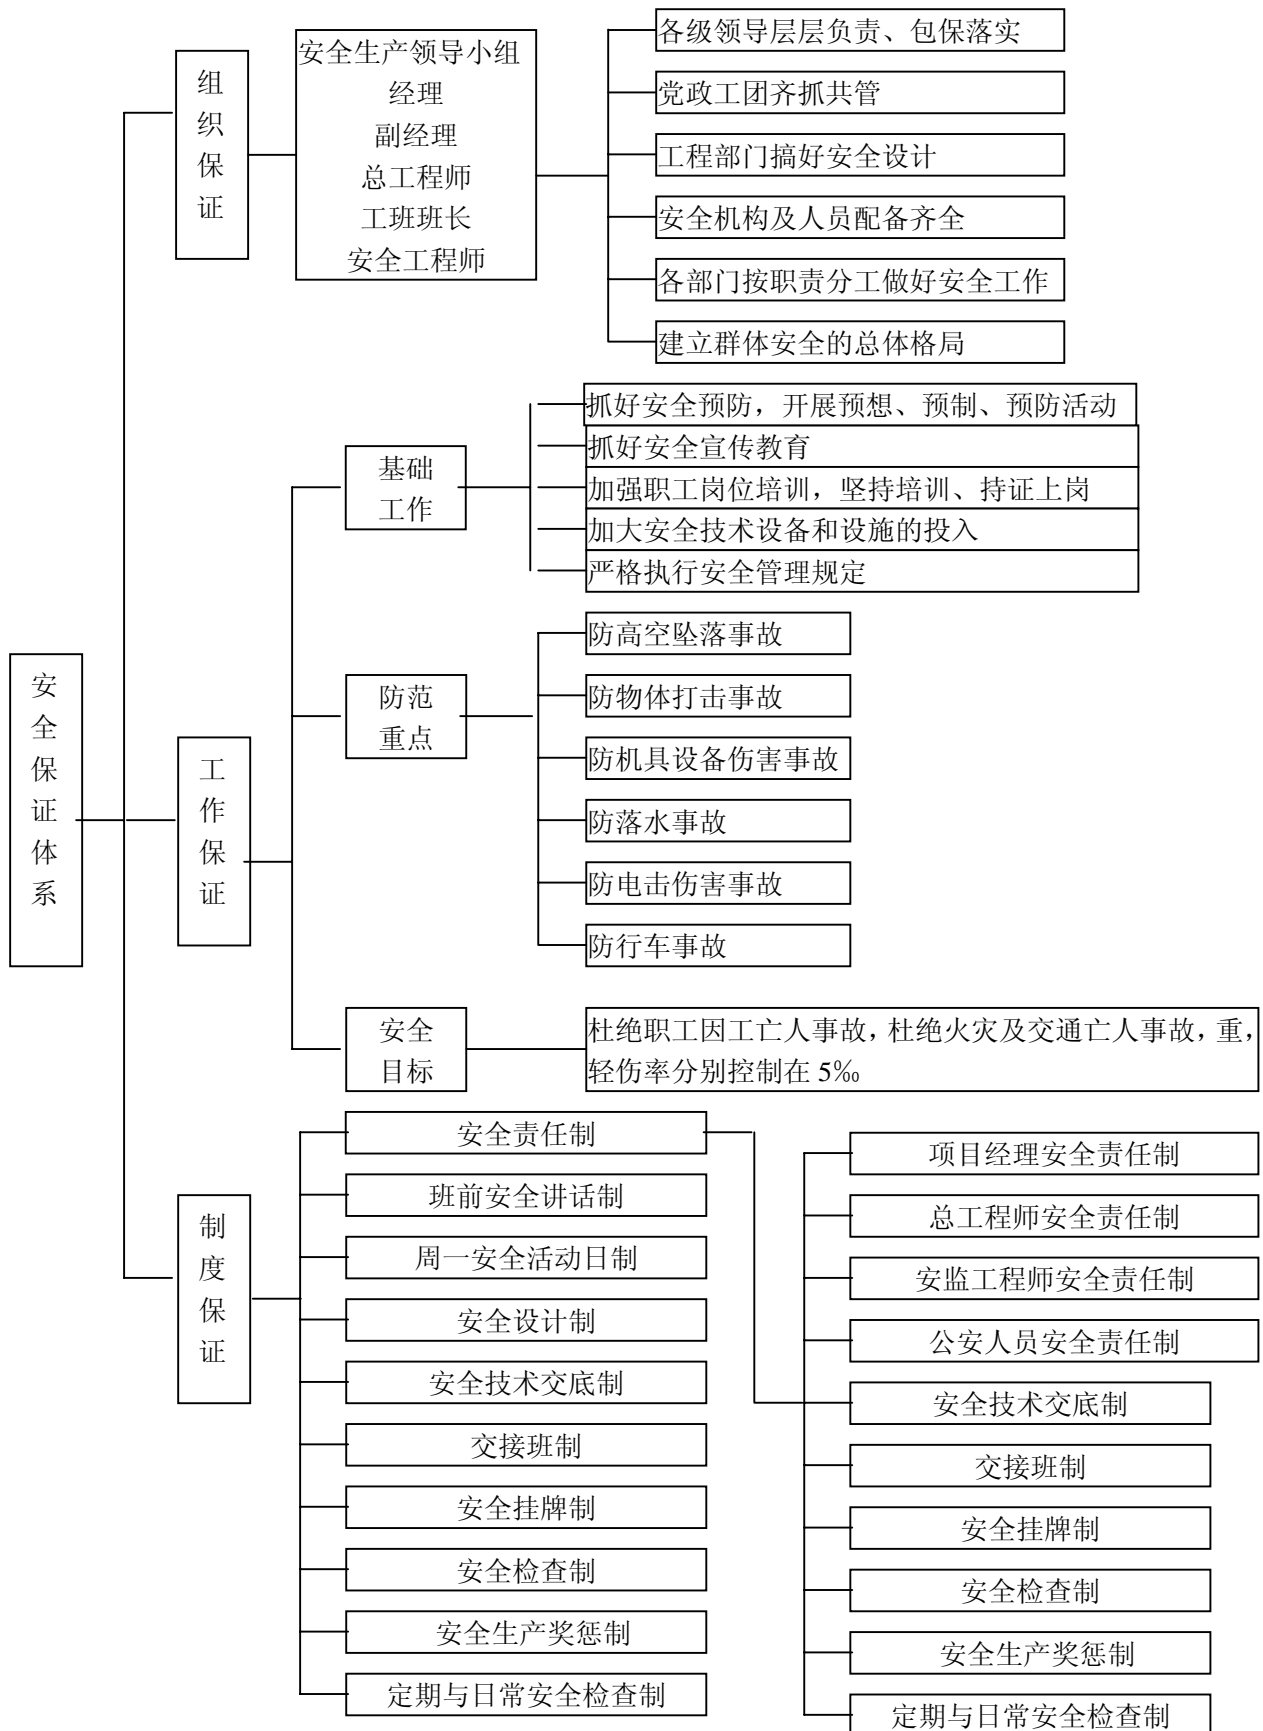 安全保证体系
组织保证
安全生产领导小组
经理
副经理
总工程师
工班班长
安全工程师
各级领导层层负责、包保落实
党政工团齐抓共管
工程部门搞好安全设计
安全机构及人员配备齐全
各部门按职责分工做好安全工作
建立群体安全的总体格局
工作保证
基础
工作
抓好安全预防，开展预想、预制、预防活动
抓好安全宣传教育
加强职工岗位培训，坚持培训、持证上岗
加大安全技术设备和设施的投入
严格执行安全管理规定
防范
重点
防高空坠落事故
防物体打击事故
防机具设备伤害事故
防落水事故
防电击伤害事故
防行车事故
安全
目标
杜绝职工因工亡人事故，杜绝火灾及交通亡人事故，重，
轻伤率分别控制在 5‰
制度保证
安全责任制
班前安全讲话制
周一安全活动日制
安全设计制
安全技术交底制
交接班制
安全挂牌制
安全检查制
安全生产奖惩制
定期与日常安全检查制
项目经理安全责任制
总工程师安全责任制
安监工程师安全责任制
公安人员安全责任制
安全技术交底制
交接班制
安全挂牌制
安全检查制
安全生产奖惩制
定期与日常安全检查制